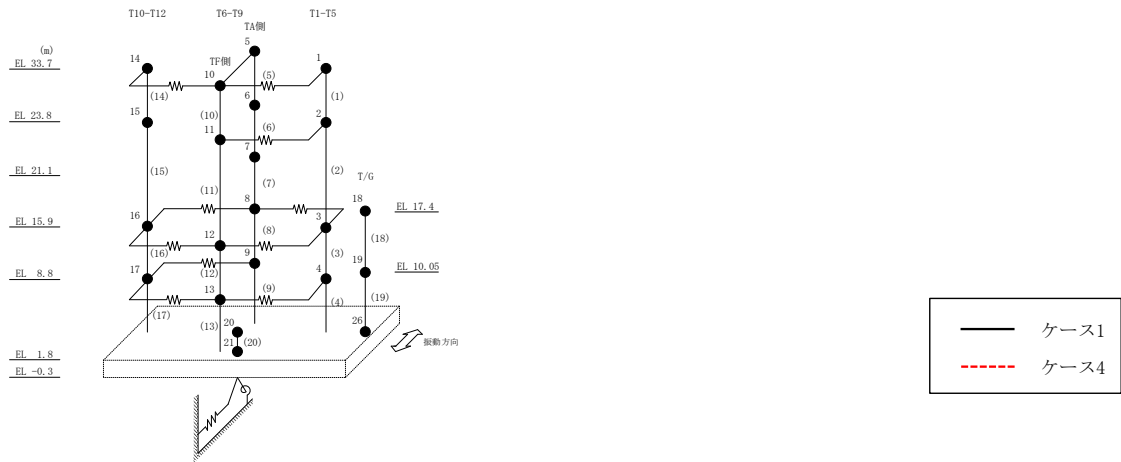 T10-T12 T6-T9 T1-T5
TA側
5
(m)
14 TF側 1
EL 33.7
10 (5)
(14) (1)
6
15 (10) 2
EL 23.8
(6)
11
7
EL 21.1
(15) (2)
T/G
(7)
(11) 18
8
EL 17.4
16 3
EL 15.9
12 (8) (18)
(16) (3)
9
17 (12) 4 19
EL 8.8 EL 10.05
13 (9)
(4) (19)
(17) (13) 20 26
21 (20) 振動方向
EL 1.8
EL -0.3
ケース1
ケース4